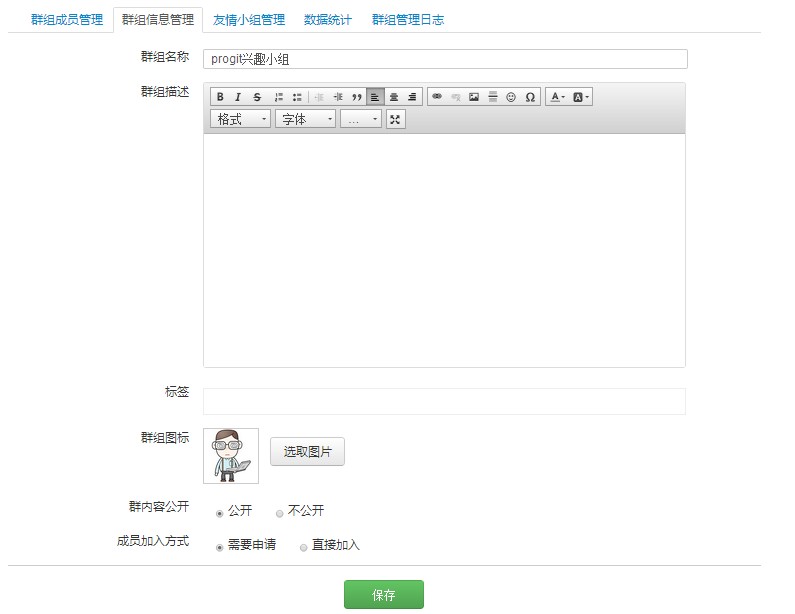 群组成员管理 群组信息管理 友情小组管理 数据统计 群组管理日志
群组名称 progit兴趣小组
群组描述
B I S
A A
格式 字体 ...
标签
群组图标 选取图片
群内容公开 公开 不公开
成员加入方式 需要申请 直接加入
保存